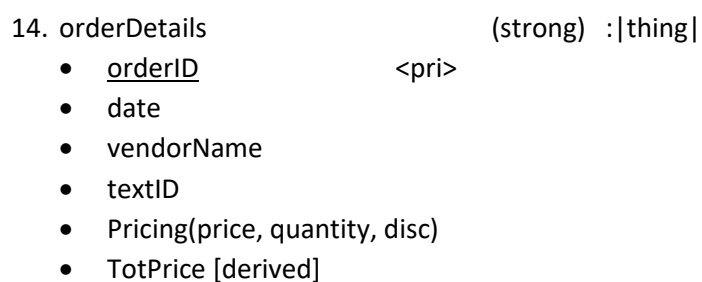 14. orderDetails (strong) :|thing|
• orderID <pri>
• date
• vendorName
• textID
• Pricing(price, quantity, disc)
• TotPrice [derived]